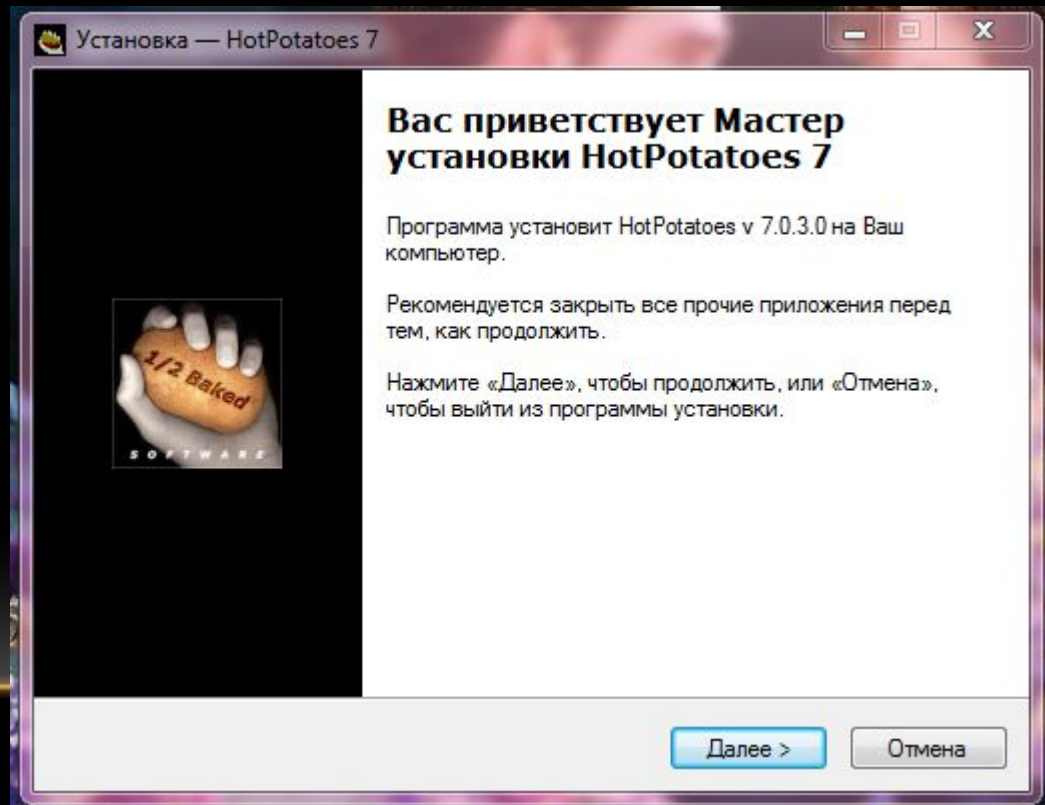 Установка — HotPotatoes 7
Вас приветствует Мастер
установки HotPotatoes 7
Программа установит HotPotatoes v 7.0.3.0 на Ваш
компьютер.
Рекомендуется закрыть все прочие приложения перед
тем, как продолжить.
Нажмите «Далее», чтобы продолжить, или «Отмена»,
чтобы выйти из программы установки.
1/2 Baked
SOFTWARE
Далее >
Отмена